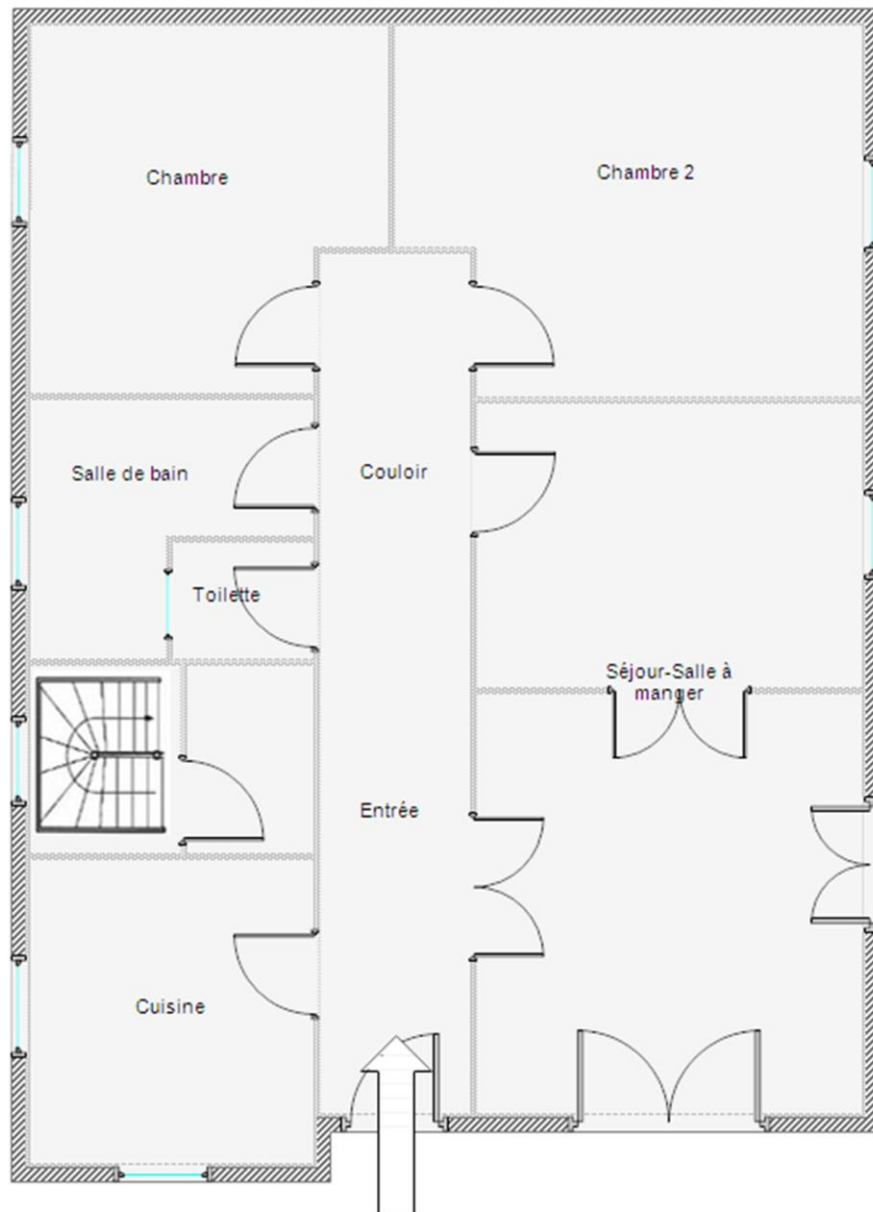 Chambre
Chambre 2
Salle de bain
Couloir
Toilette
Séjour-Salle à
manger
Entrée
Cuisine